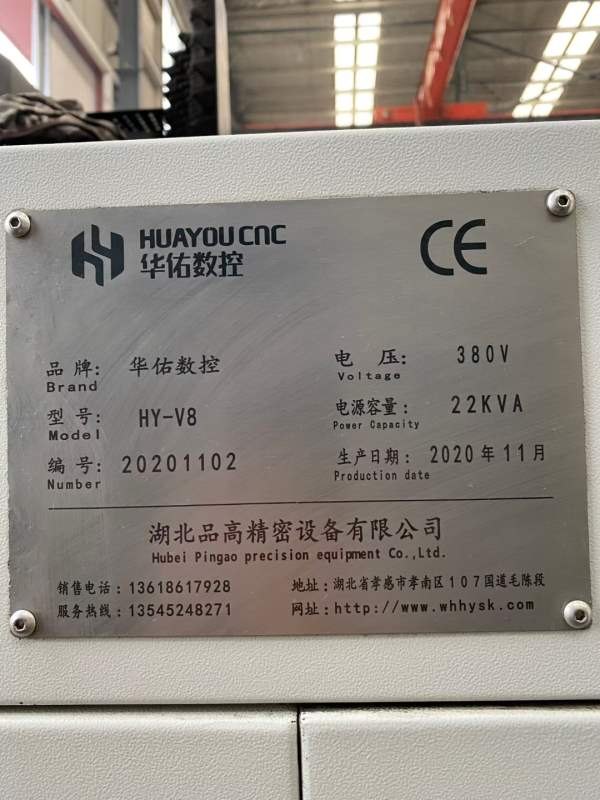 HUAYOU CNC
华佑数控
CE
品牌: 华佑数控
Brand
型号: HY-V8
Model
编号: 20201102
Number
电压: 380V
Voltage
电源容量: 22KVA
Power Capacity
生产日期: 2020年11月
Production date
湖北品高精密设备有限公司
Hubei Pingao precision equipment Co.,Ltd.
销售电话: 13618617928
服务热线: 13545248271
地址: 湖北省孝感市孝南区107国道毛陈段
网址: http://www.whhysk.com